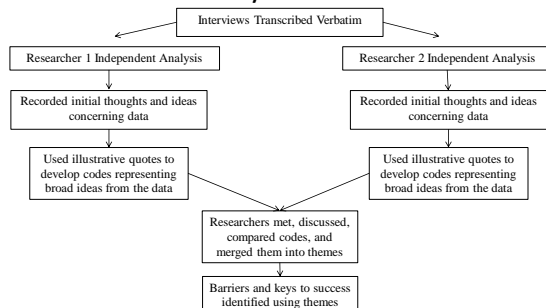 Interviews Transcribed Verbatim
Researcher 1 Independent Analysis
Researcher 2 Independent Analysis
Recorded initial thoughts and ideas
concerning data
Recorded initial thoughts and ideas
concerning data
Used illustrative quotes to
develop codes representing
broad ideas from the data
Used illustrative quotes to
develop codes representing
broad ideas from the data
Researchers met, discussed,
compared codes, and
merged them into themes
Barriers and keys to success
identified using themes